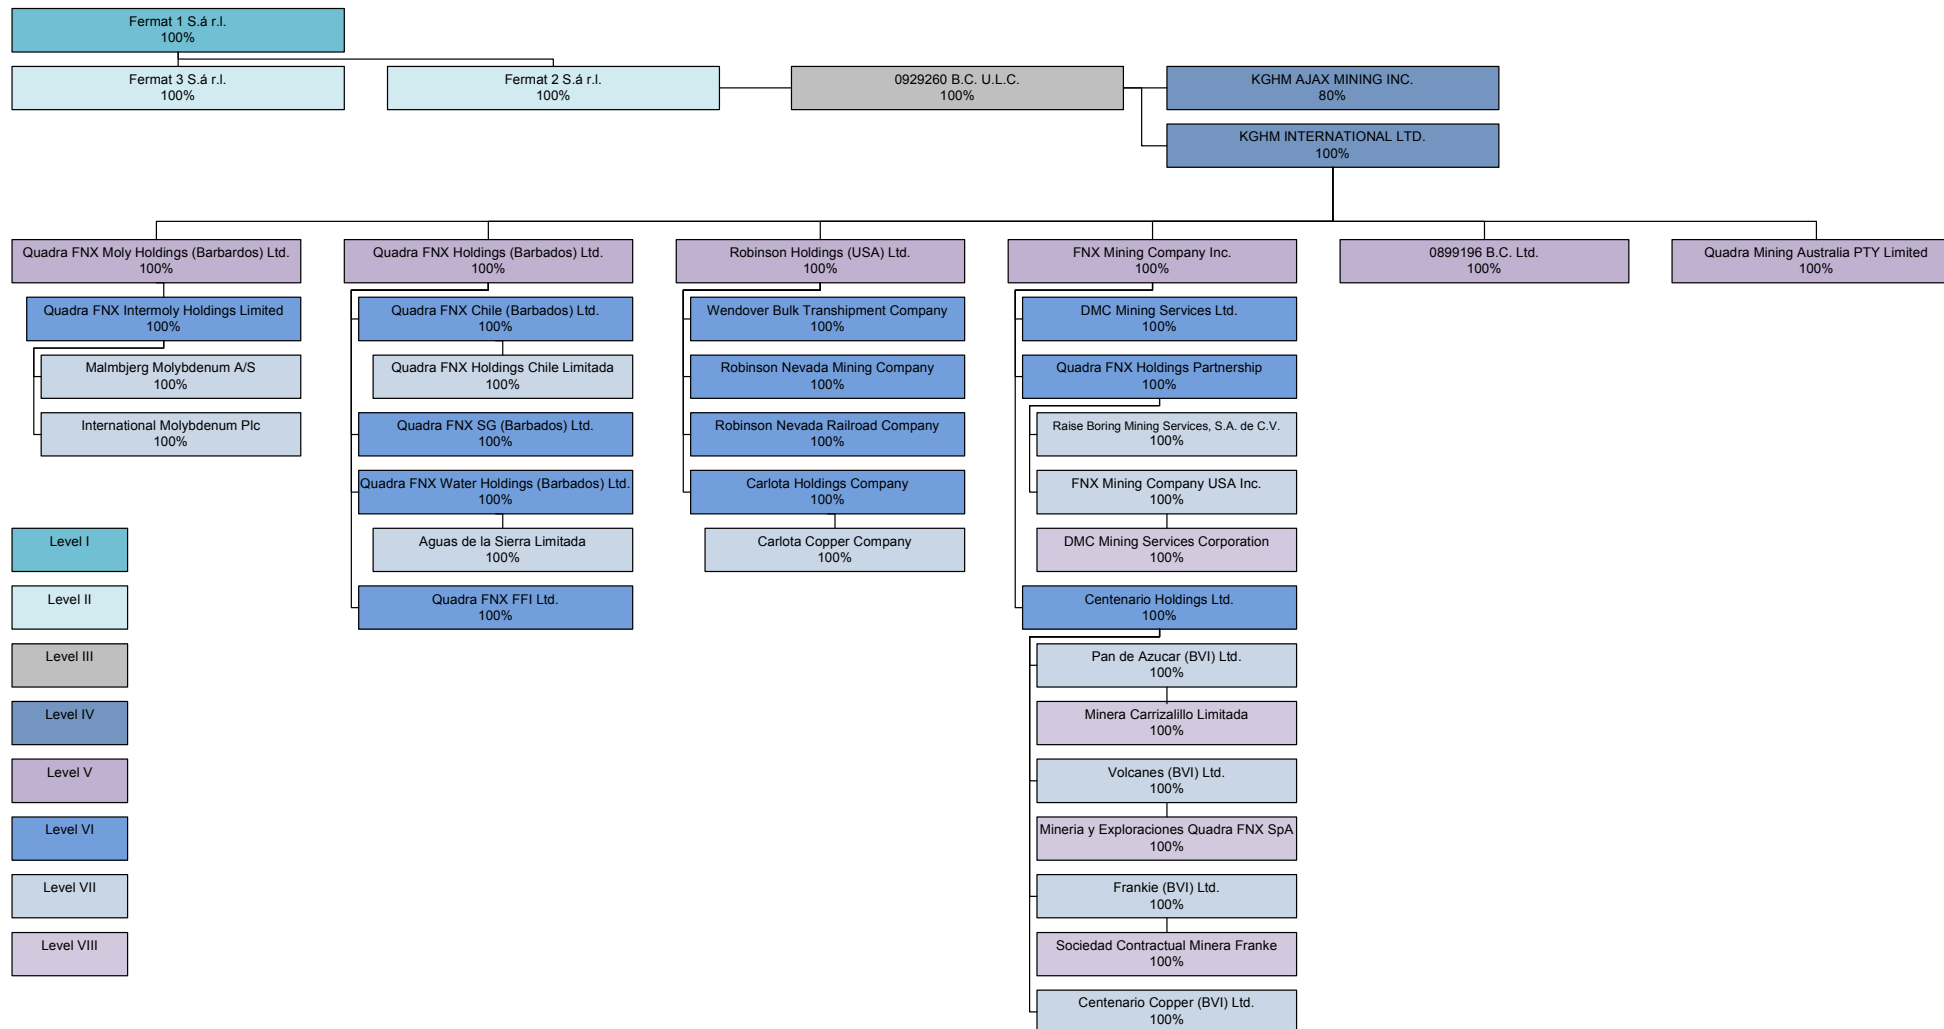 Fermat 1 S.á r.l.
100%
Fermat 3 S.á r.l.
100%
Fermat 2 S.á r.l.
100%
0929260 B.C. U.L.C.
100%
KGHM AJAX MINING INC.
80%
KGHM INTERNATIONAL LTD.
100%
Quadra FNX Moly Holdings (Barbardos) Ltd.
100%
Quadra FNX Intermoly Holdings Limited
100%
Malmbjerg Molybdenum A/S
100%
International Molybdenum Plc
100%
Quadra FNX Holdings (Barbados) Ltd.
100%
Quadra FNX Chile (Barbados) Ltd.
100%
Quadra FNX Holdings Chile Limitada
100%
Quadra FNX SG (Barbados) Ltd.
100%
Quadra FNX Water Holdings (Barbados) Ltd.
100%
Aguas de la Sierra Limitada
100%
Quadra FNX FFI Ltd.
100%
Robinson Holdings (USA) Ltd.
100%
Wendover Bulk Transhipment Company
100%
Robinson Nevada Mining Company
100%
Robinson Nevada Railroad Company
100%
Carlota Holdings Company
100%
Carlota Copper Company
100%
FNX Mining Company Inc.
100%
DMC Mining Services Ltd.
100%
Quadra FNX Holdings Partnership
100%
Raise Boring Mining Services, S.A. de C.V.
100%
FNX Mining Company USA Inc.
100%
DMC Mining Services Corporation
100%
Centenario Holdings Ltd.
100%
Pan de Azucar (BVI) Ltd.
100%
Minera Carrizalillo Limitada
100%
Volcanes (BVI) Ltd.
100%
Mineria y Exploraciones Quadra FNX SpA
100%
Frankie (BVI) Ltd.
100%
Sociedad Contractual Minera Franke
100%
Centenario Copper (BVI) Ltd.
100%
0899196 B.C. Ltd.
100%
Quadra Mining Australia PTY Limited
100%
Level I
Level II
Level III
Level IV
Level V
Level VI
Level VII
Level VIII